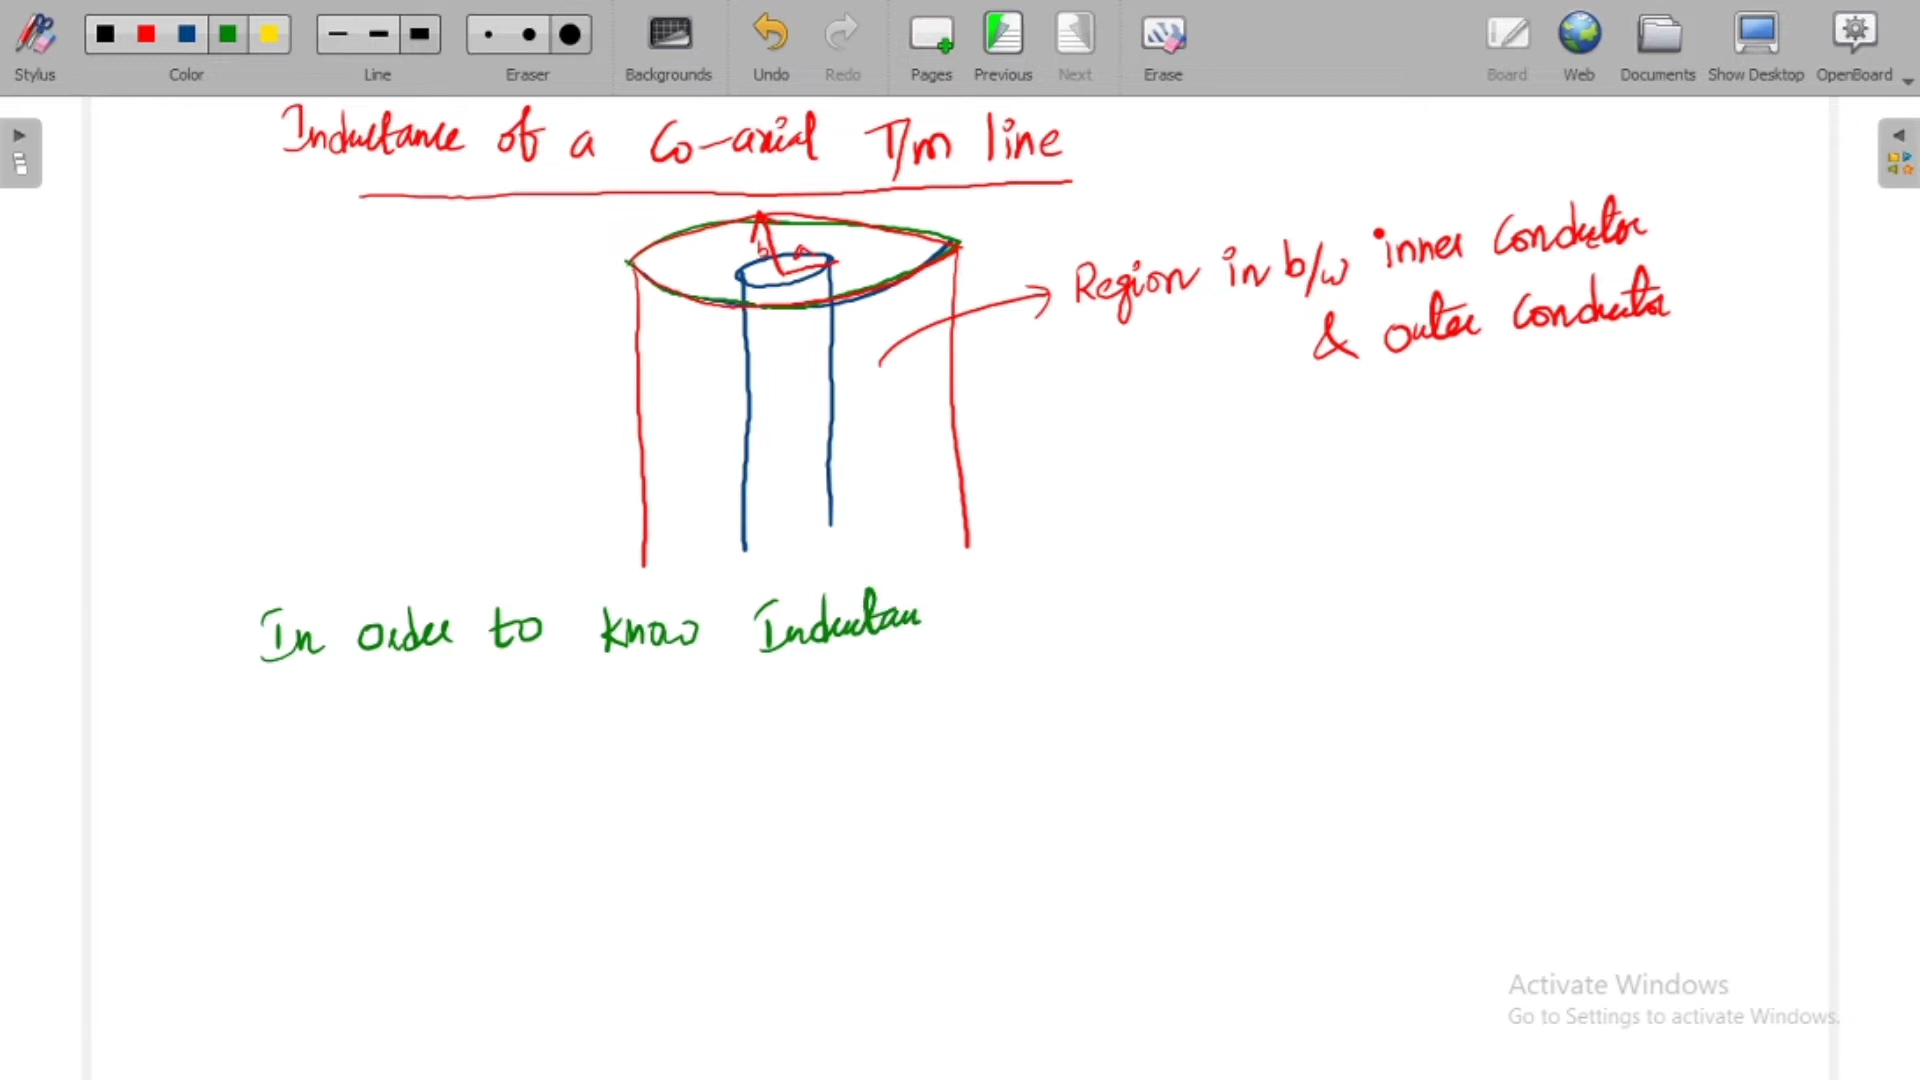 Stylus Color Line Eraser Backgrounds Undo Redo Pages Previous Next Erase Board Web Documents Show Desktop OpenBoard
Inductance of a Co-axial T/m line
b a
Region in b/w inner Conductor
& outer Conductor
In order to know Inductan
Activate Windows
Go to Settings to activate Windows.